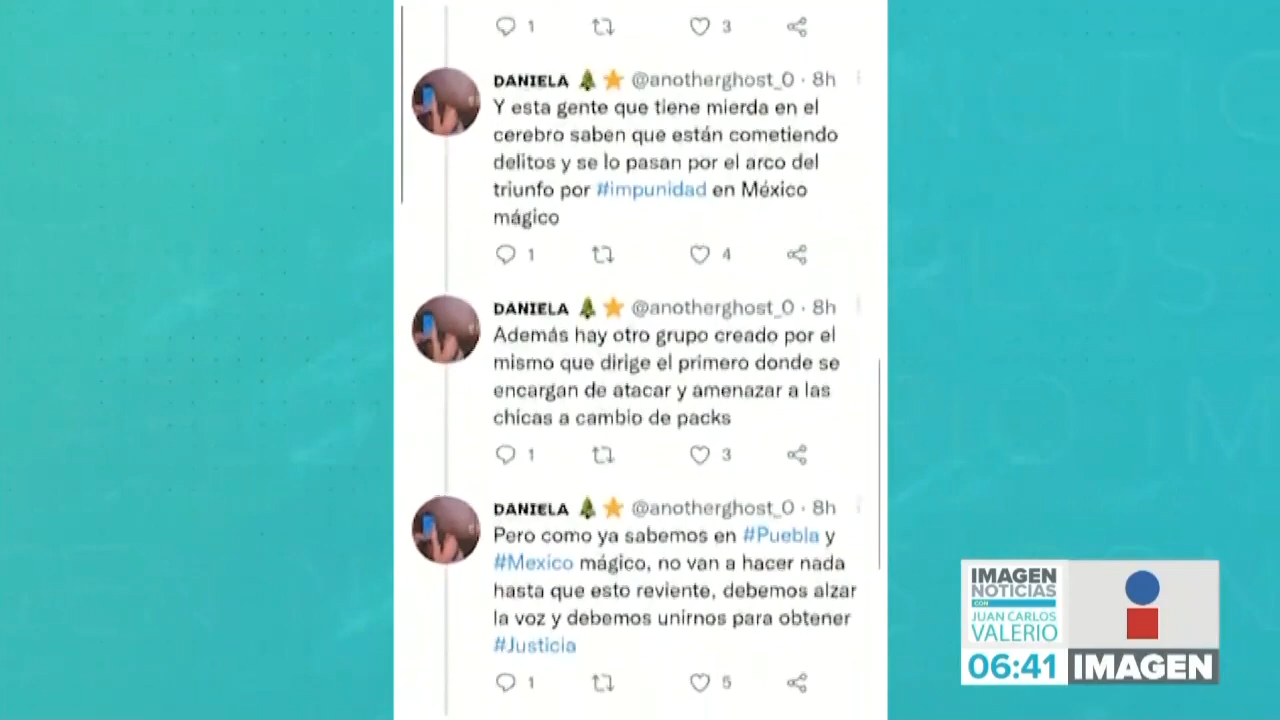 1 3
DANIELA 🌲⭐ @anotherghost_0 · 8h
Y esta gente que tiene mierda en el
cerebro saben que están cometiendo
delitos y se lo pasan por el arco del
triunfo por #impunidad en México
mágico
1 4
DANIELA 🌲⭐ @anotherghost_0 · 8h
Además hay otro grupo creado por el
mismo que dirige el primero donde se
encargan de atacar y amenazar a las
chicas a cambio de packs
1 3
DANIELA 🌲⭐ @anotherghost_0 · 8h
Pero como ya sabemos en #Puebla y
#Mexico mágico, no van a hacer nada
hasta que esto reviente, debemos alzar
la voz y debemos unirnos para obtener
#Justicia
1 5
IMAGEN
NOTICIAS
CON
JUAN CARLOS
VALERIO
06:41 IMAGEN